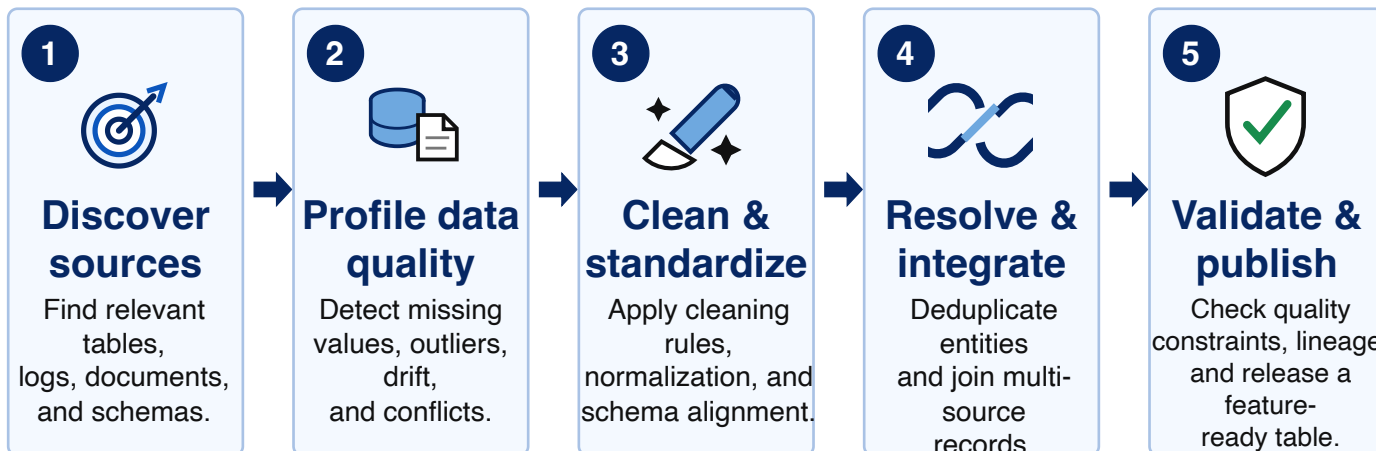 1
Discover
sources
Find relevant
tables,
logs, documents,
and schemas.
2
Profile data
quality
Detect missing
values, outliers,
drift,
and conflicts.
3
Clean &
standardize
Apply cleaning
rules,
normalization, and
schema alignment.
4
Resolve &
integrate
Deduplicate
entities
and join multi-
source
records
5
Validate &
publish
Check quality
constraints, lineage
and release a
feature-
ready table.